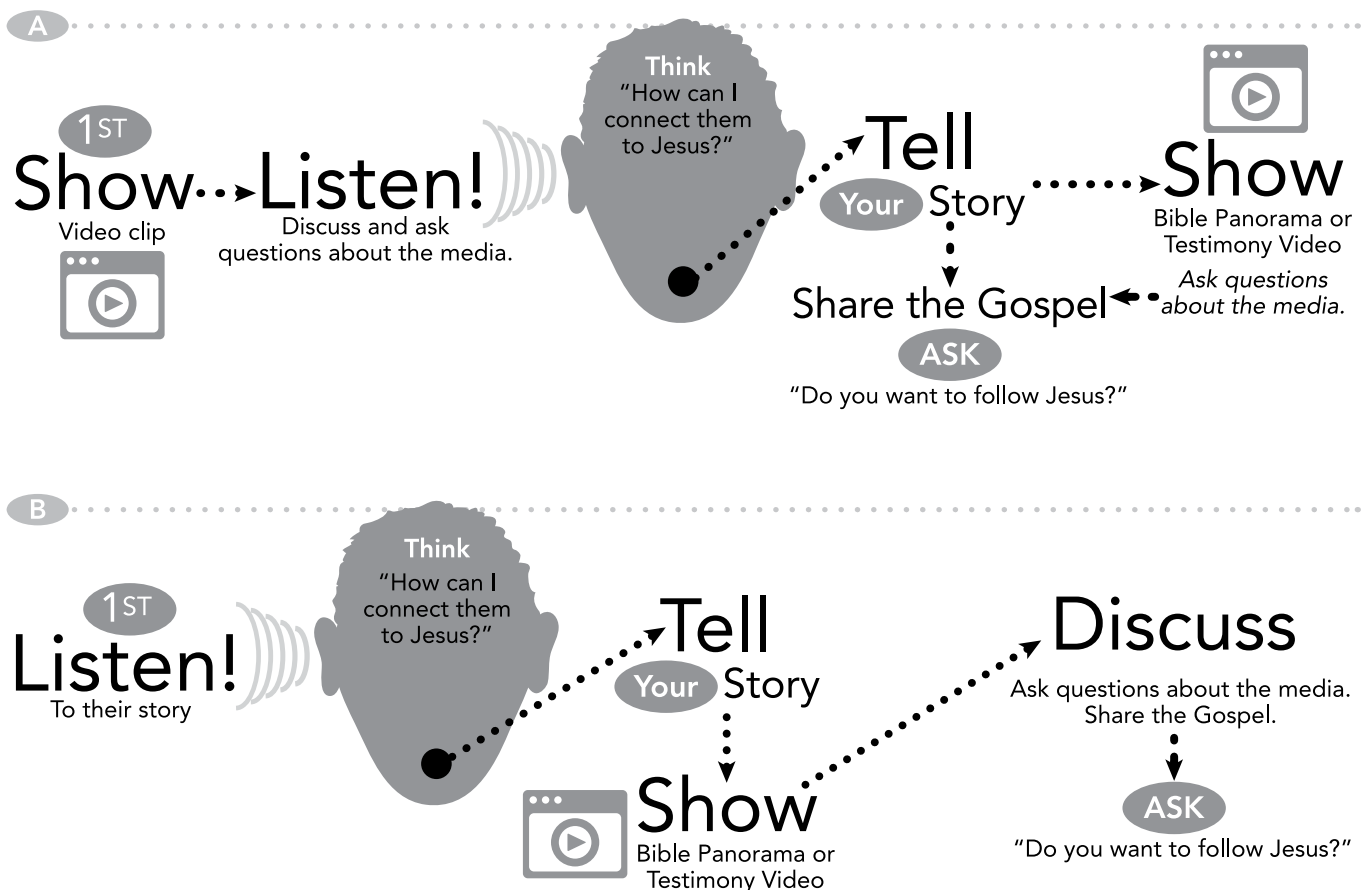 A
1ST
Show
Video clip
Listen!
Discuss and ask
questions about the media.
Think
“How can I
connect them
to Jesus?”
Tell
Your Story
Show
Bible Panorama or
Testimony Video
Ask questions
about the media.
Share the Gospel
ASK
“Do you want to follow Jesus?”
B
1ST
Listen!
To their story
Think
“How can I
connect them
to Jesus?”
Tell
Your Story
Show
Bible Panorama or
Testimony Video
Discuss
Ask questions about the media.
Share the Gospel.
ASK
“Do you want to follow Jesus?”